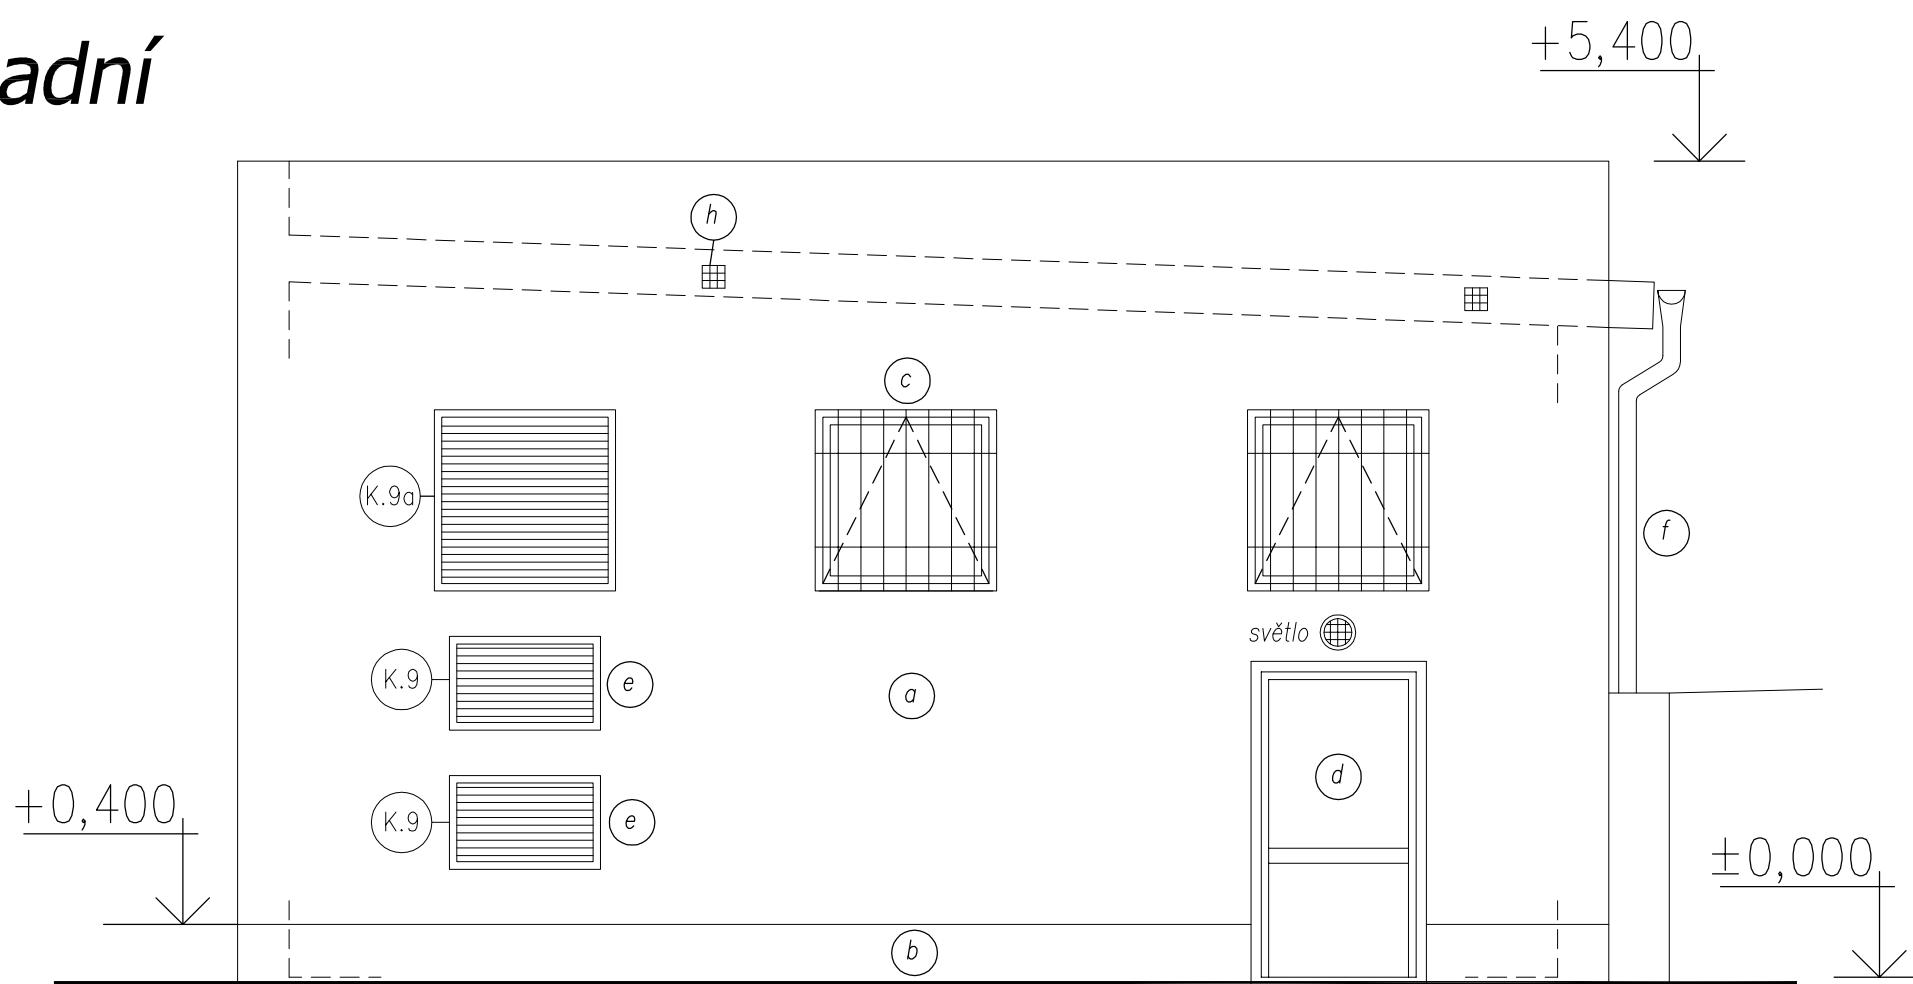 adní
+5,400
h
c
K.9a
f
světlo
K.9
e
a
d
K.9
e
+0,400
±0,000
b